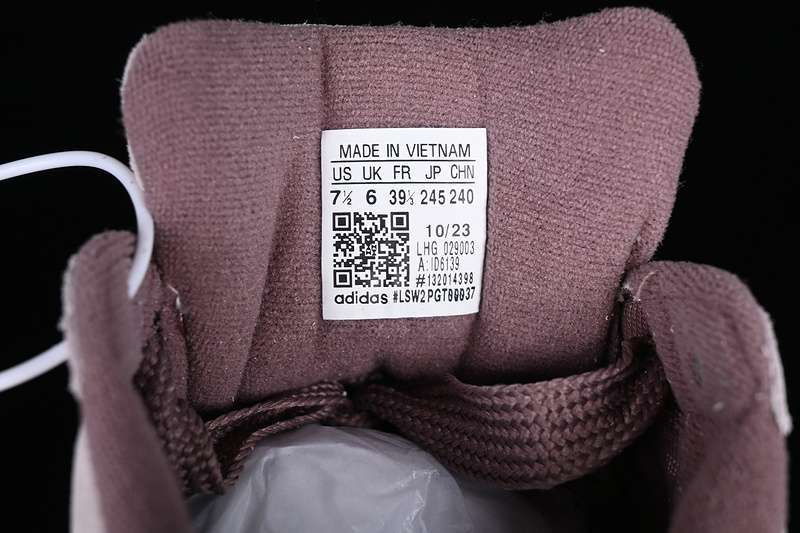 MADE IN VIETNAM
US UK FR JP CHN
7½ 6 39⅓ 245 240
10/23
LHG 029003
A:ID6139
#132014398
adidas #LSW2PGT00037